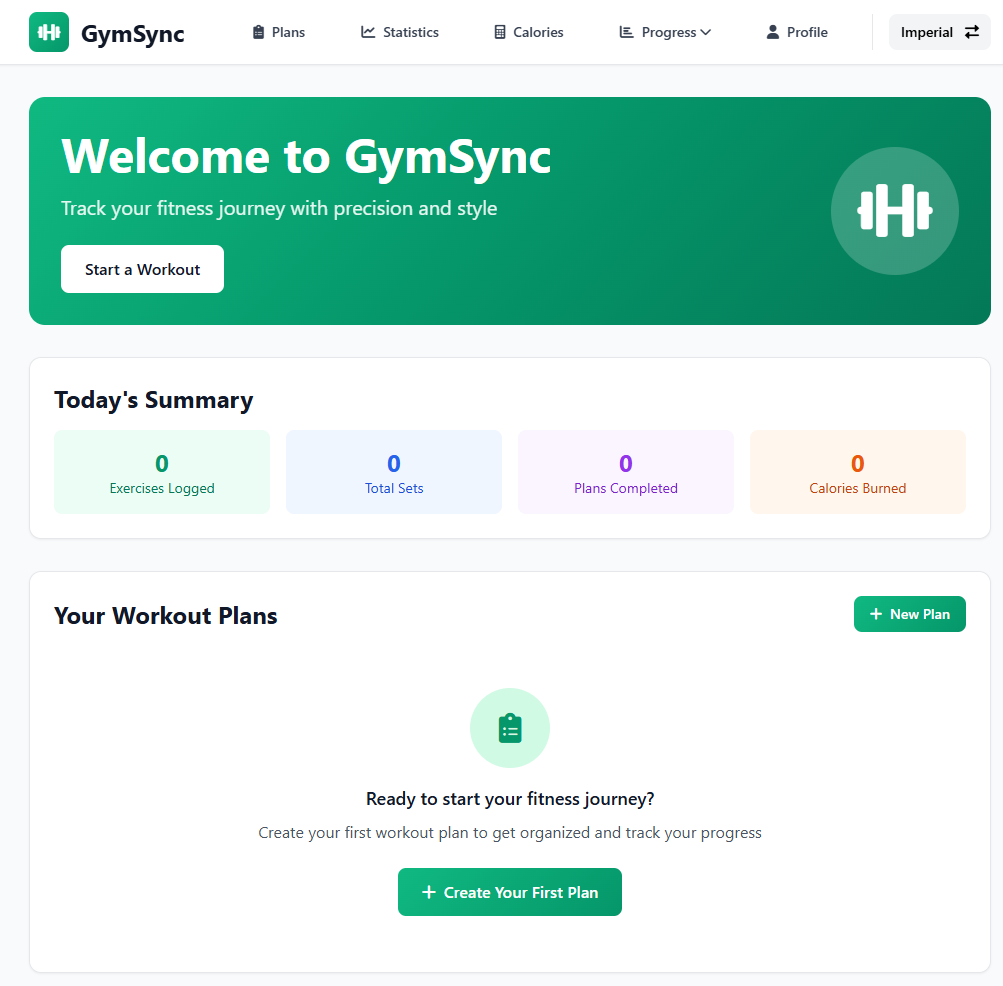 GymSync
Plans
Statistics
Calories
Progress
Profile
Imperial
Welcome to GymSync
Track your fitness journey with precision and style
Start a Workout
Today's Summary
0
Exercises Logged
0
Total Sets
0
Plans Completed
0
Calories Burned
Your Workout Plans
+ New Plan
Ready to start your fitness journey?
Create your first workout plan to get organized and track your progress
+ Create Your First Plan